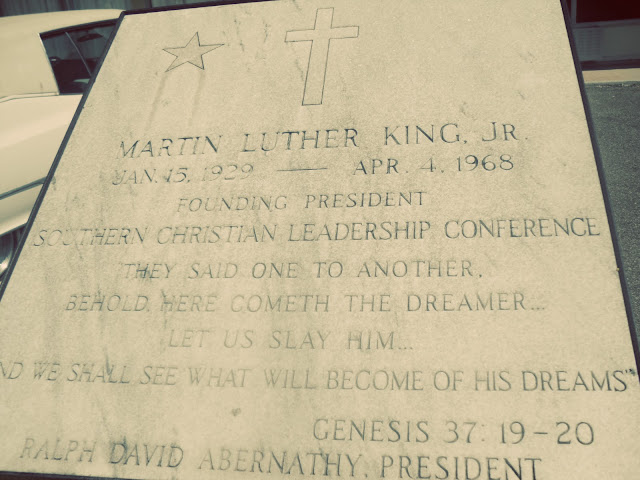 MARTIN LUTHER KING, JR.
JAN. 15, 1929 — APR. 4, 1968
FOUNDING PRESIDENT
SOUTHERN CHRISTIAN LEADERSHIP CONFERENCE
THEY SAID ONE TO ANOTHER,
BEHOLD, HERE COMETH THE DREAMER...
LET US SLAY HIM...
ND WE SHALL SEE WHAT WILL BECOME OF HIS DREAMS"
GENESIS 37: 19-20
RALPH DAVID ABERNATHY, PRESIDENT